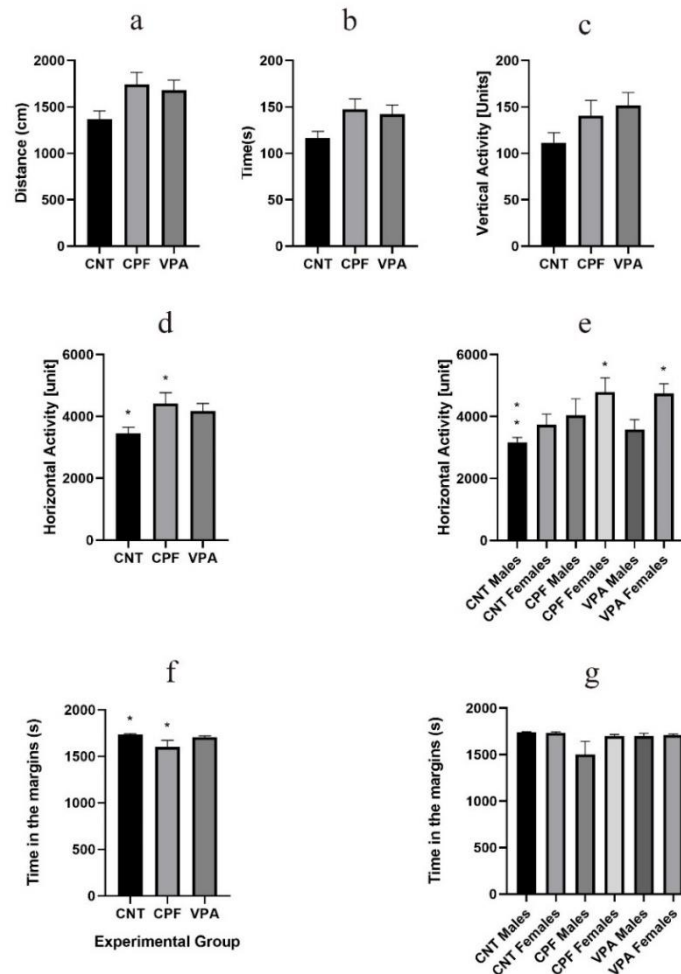 a
Distance (cm)
2000
1500
1000
500
0
CNT CPF VPA
b
Time(s)
200
150
100
50
0
CNT CPF VPA
c
Vertical Activity [Units]
200
150
100
50
0
CNT CPF VPA
d
Horizontal Activity [unit]
6000
4000
2000
0
* *
CNT CPF VPA
e
Horizontal Activity [unit]
6000
4000
2000
0
*
*
* *
CNT Males
CNT Females
CPF Males
CPF Females
VPA Males
VPA Females
f
Time in the margins (s)
2000
1500
1000
500
0
* *
CNT CPF VPA
Experimental Group
g
Time in the margins (s)
2000
1500
1000
500
0
CNT Males
CNT Females
CPF Males
CPF Females
VPA Males
VPA Females